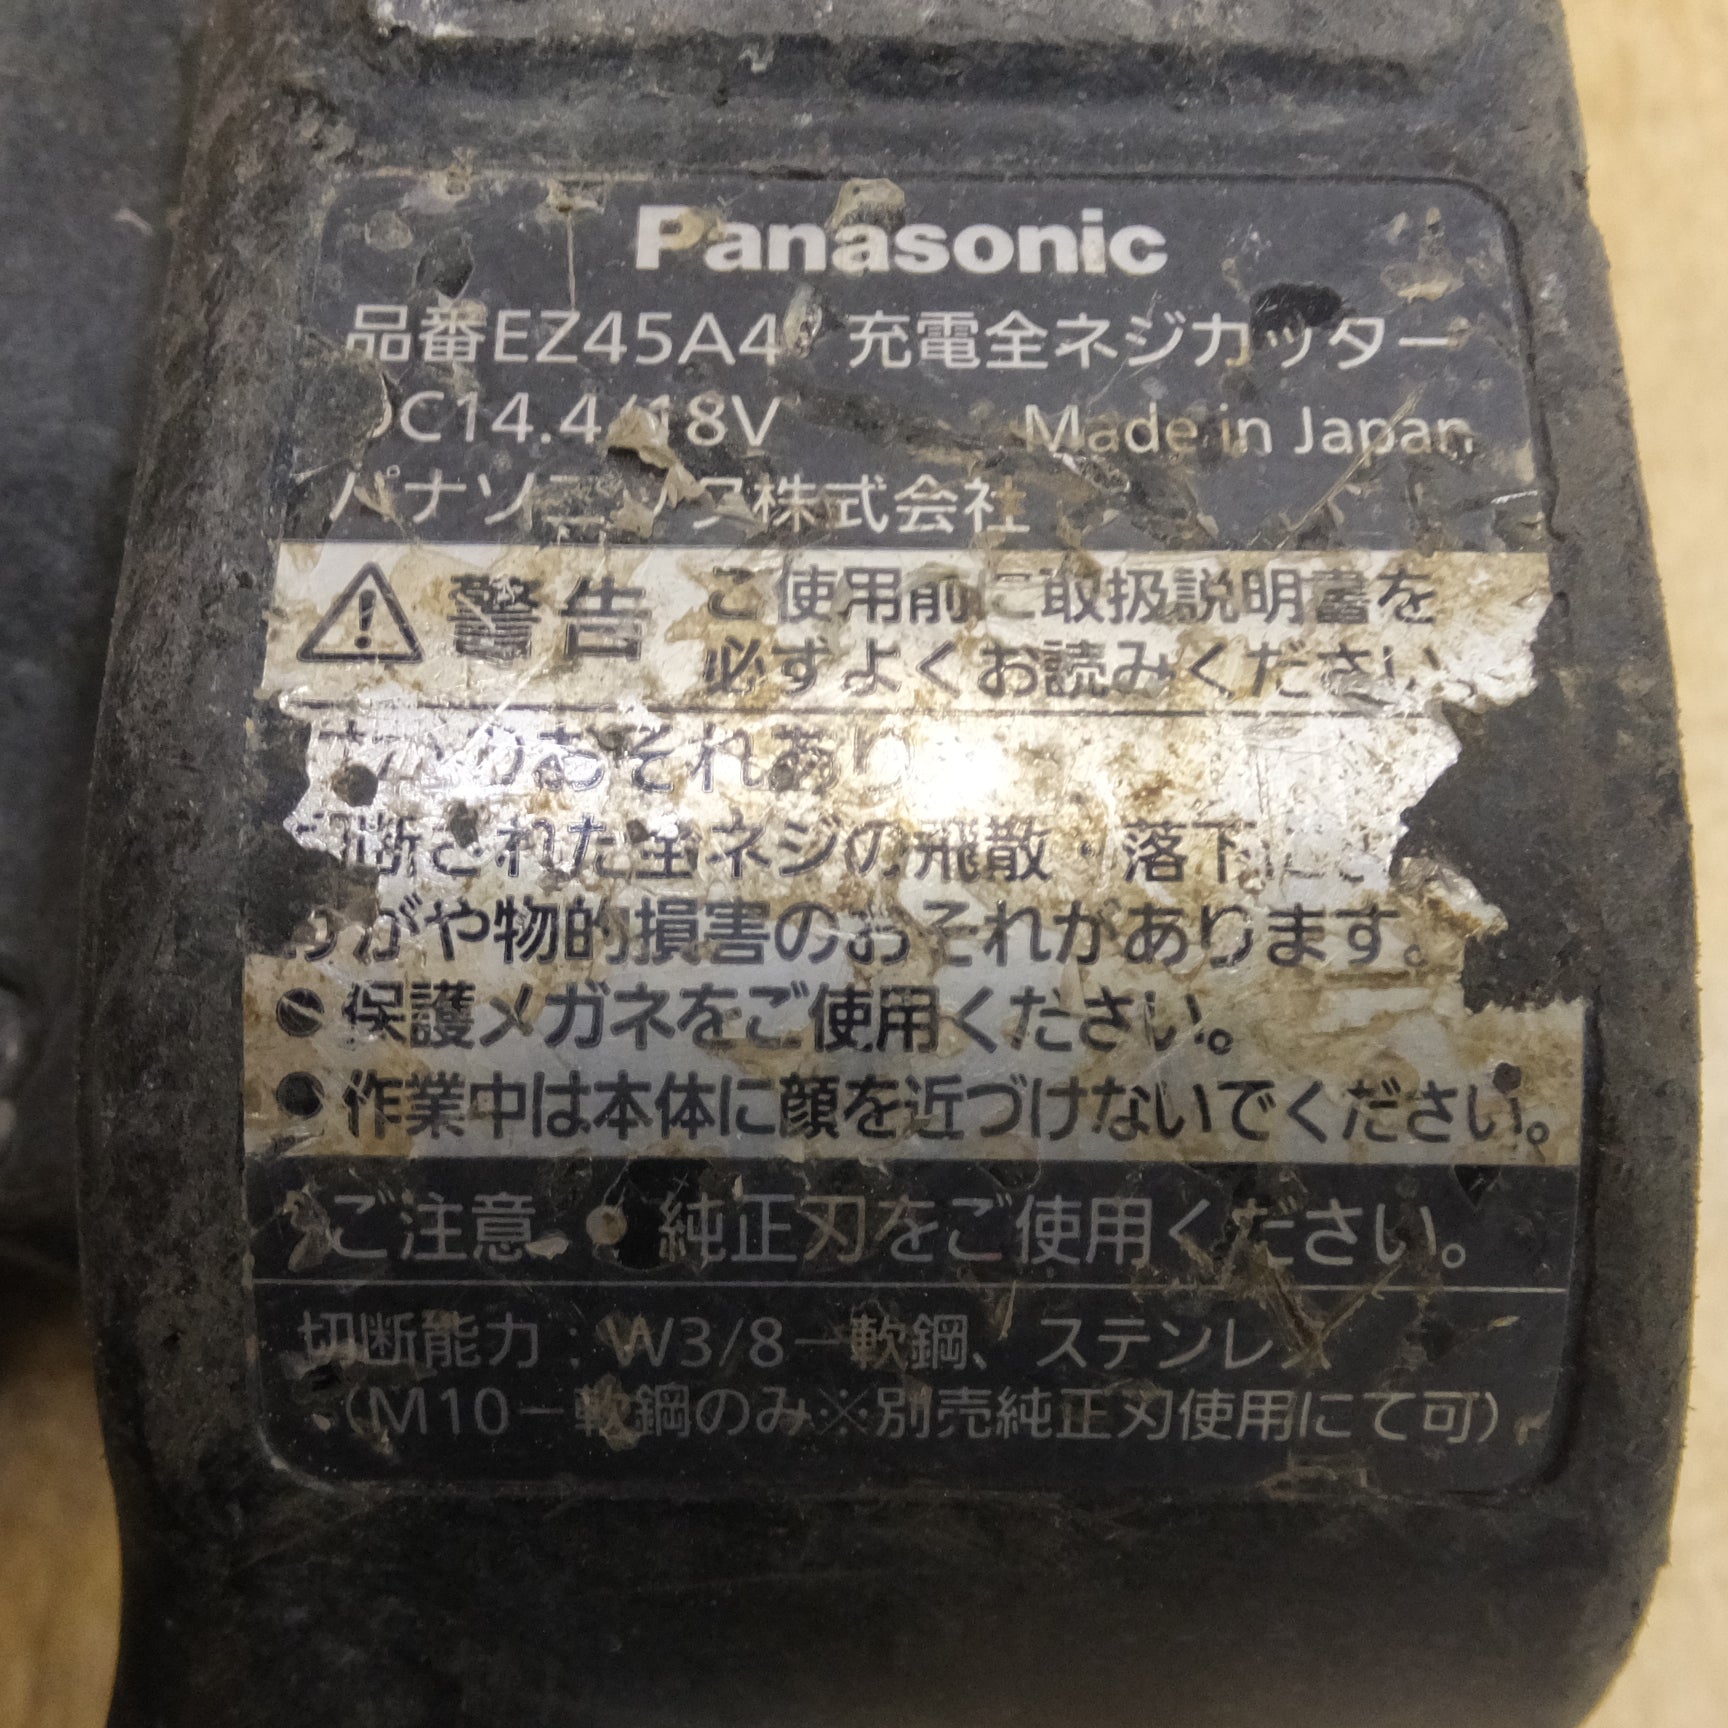 Panasonic
品番EZ45A4 充電全ネジカッター
DC14.4/18V Made in Japan
パナソニック株式会社
警告 ご使用前に取扱説明書を
必ずよくお読みください
おそれあり
切断された全ネジの飛散・落下
けがや物的損害のおそれがあります。
●保護メガネをご使用ください。
●作業中は本体に顔を近づけないでください。
ご注意 ●純正刃をご使用ください。
切断能力：W3/8ー軟鋼、ステンレス
（M10ー軟鋼のみ※別売純正刃使用にて可）